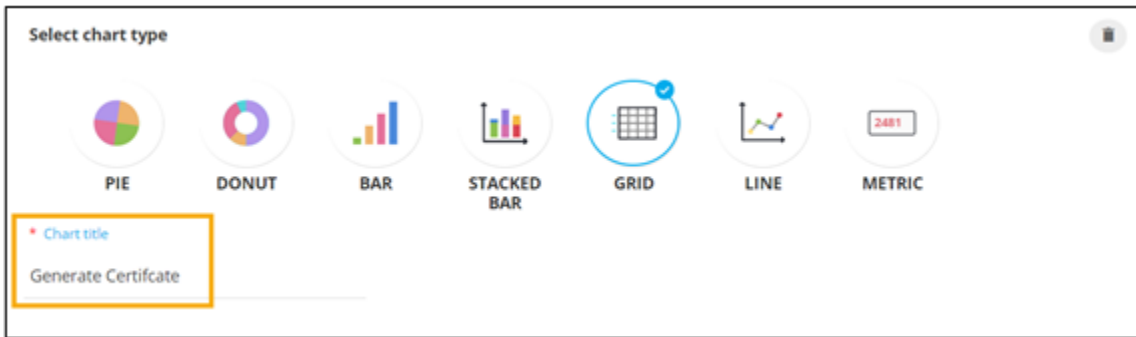 Select chart type
2481
PIE
DONUT
BAR
STACKED
BAR
GRID
LINE
METRIC
* Chart title
Generate Certifcate